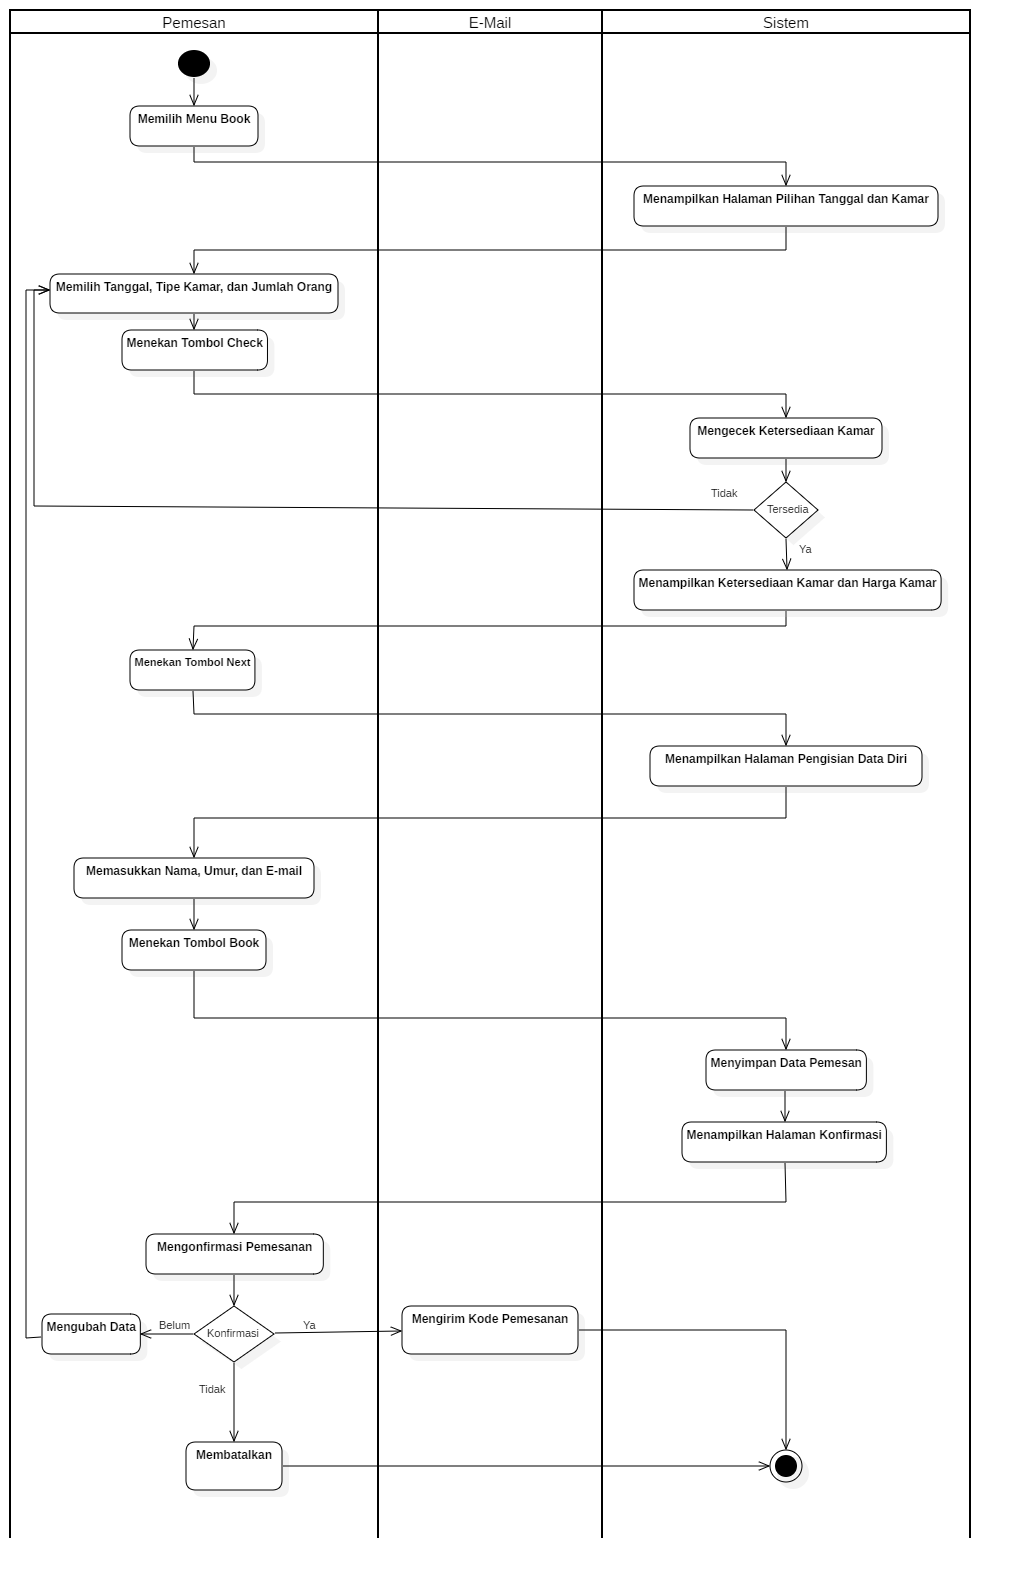 Pemesan
E-Mail
Sistem
Memilih Menu Book
Menampilkan Halaman Pilihan Tanggal dan Kamar
Memilih Tanggal, Tipe Kamar, dan Jumlah Orang
Menekan Tombol Check
Mengecek Ketersediaan Kamar
Tidak
Tersedia
Ya
Menampilkan Ketersediaan Kamar dan Harga Kamar
Menekan Tombol Next
Menampilkan Halaman Pengisian Data Diri
Memasukkan Nama, Umur, dan E-mail
Menekan Tombol Book
Menyimpan Data Pemesan
Menampilkan Halaman Konfirmasi
Mengonfirmasi Pemesanan
Mengubah Data
Belum
Konfirmasi
Ya
Mengirim Kode Pemesanan
Tidak
Membatalkan